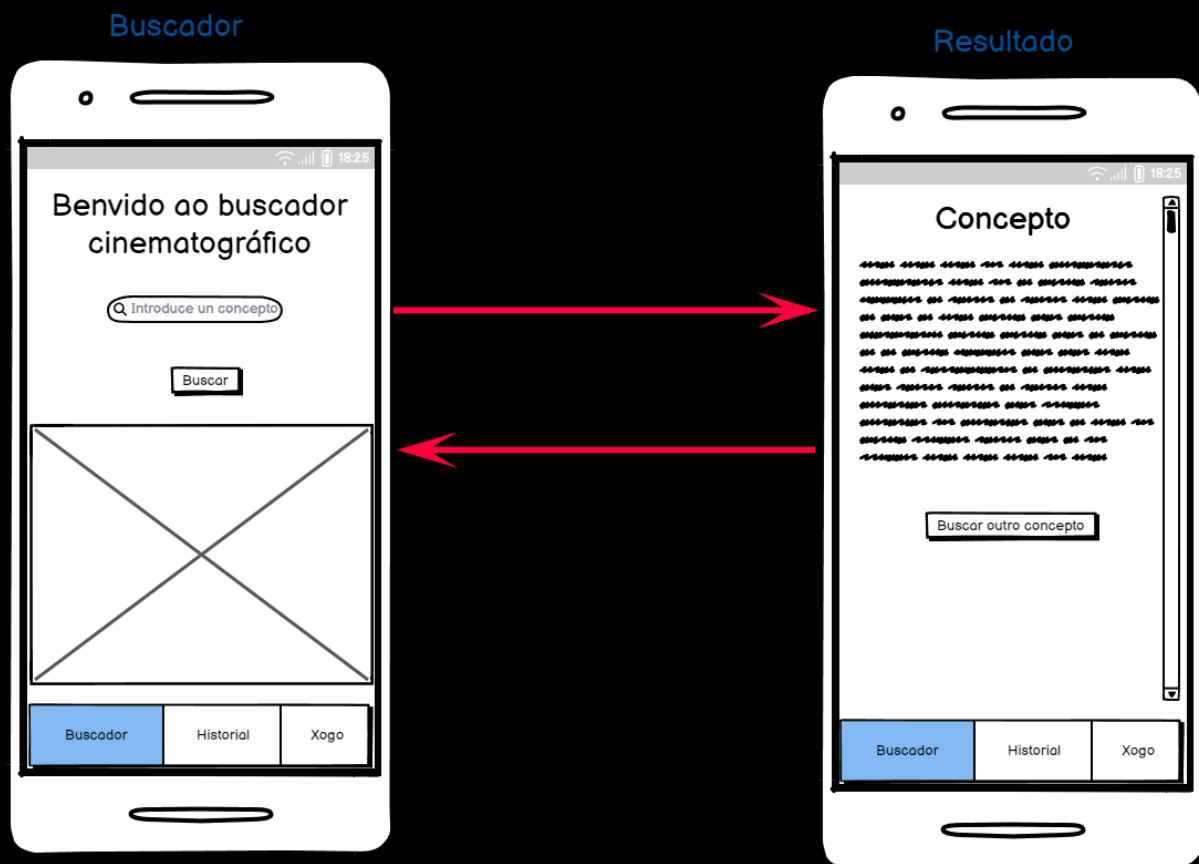 Buscador
18:25
Benvido ao buscador
cinematográfico
Introduce un concepto
Buscar
Buscador Historial Xogo
Resultado
18:25
Concepto
Buscar outro concepto
Buscador Historial Xogo